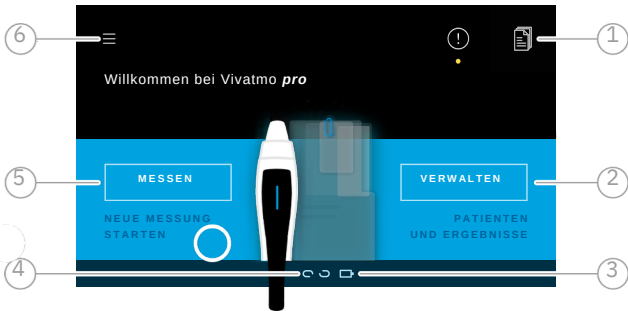 6
1
Willkommen bei Vivatmo pro
5
MESSEN
VERWALTEN
2
NEUE MESSUNG
STARTEN
PATIENTEN
UND ERGEBNISSE
4
3